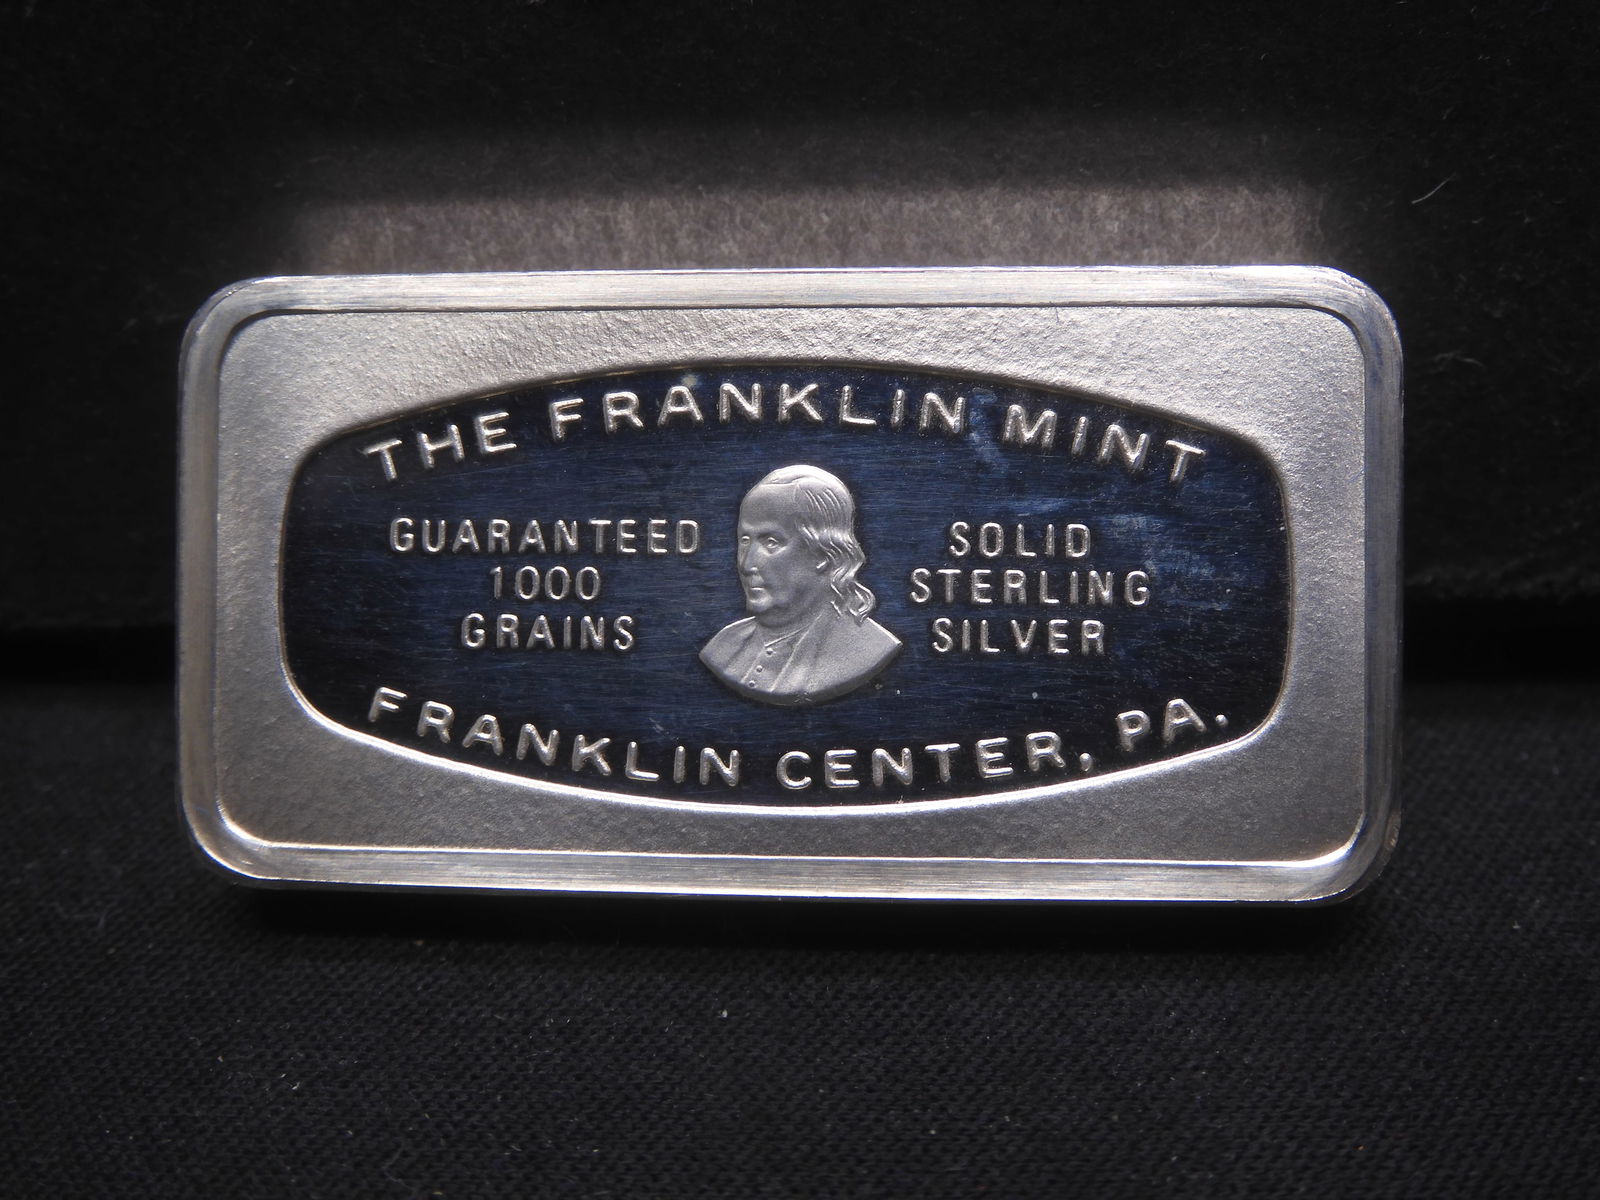 THE FRANKLIN MINT
GUARANTEED
1000
GRAINS
SOLID
STERLING
SILVER
FRANKLIN CENTER, PA.